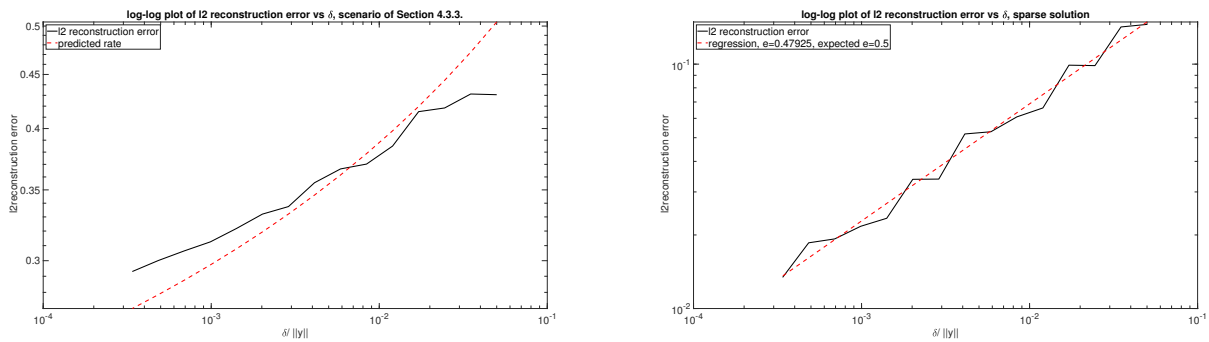 log-log plot of l2 reconstruction error vs δ, scenario of Section 4.3.3.
l2 reconstruction error
predicted rate
0.5
0.45
0.4
0.35
0.3
l2reconstruction error
10^-4
10^-3
10^-2
10^-1
δ/ ||y||
log-log plot of l2 reconstruction error vs δ, sparse solution
l2 reconstruction error
regression, e=0.47925, expected e=0.5
10^-1
10^-2
l2reconstruction error
10^-4
10^-3
10^-2
10^-1
δ/ ||y||